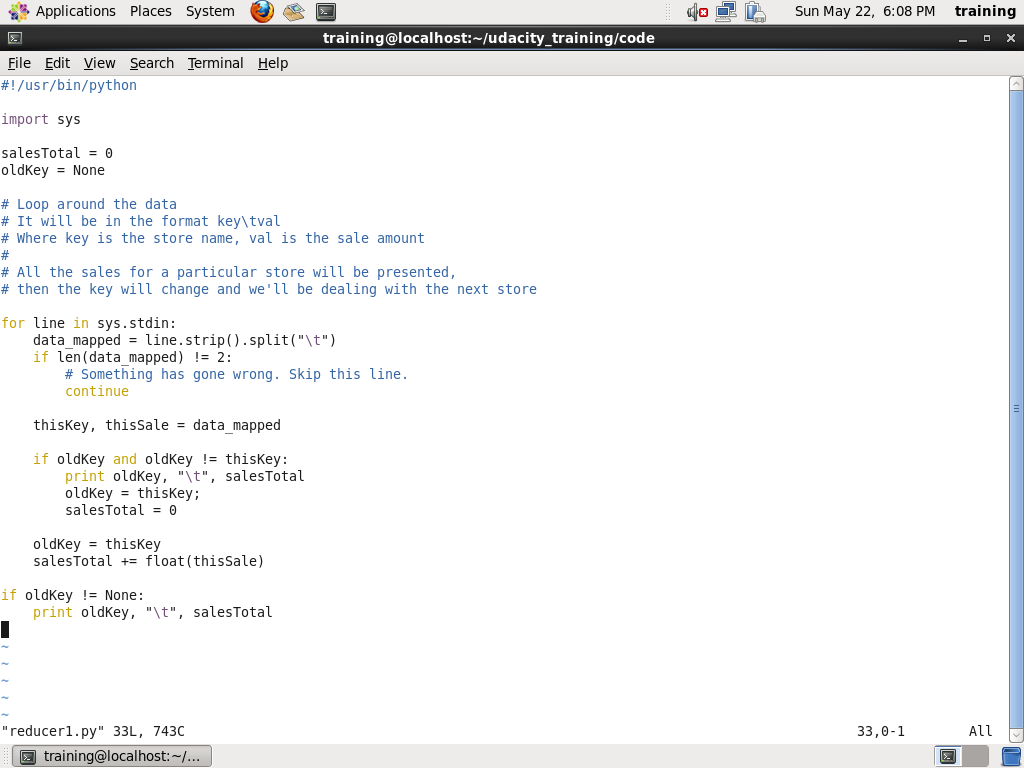 Applications Places System Sun May 22, 6:08 PM training
training@localhost:~/udacity_training/code
File Edit View Search Terminal Help
#!/usr/bin/python
import sys
salesTotal = 0
oldKey = None
# Loop around the data
# It will be in the format key\tval
# Where key is the store name, val is the sale amount
#
# All the sales for a particular store will be presented,
# then the key will change and we'll be dealing with the next store
for line in sys.stdin:
    data_mapped = line.strip().split("\t")
    if len(data_mapped) != 2:
        # Something has gone wrong. Skip this line.
        continue
    thisKey, thisSale = data_mapped
    if oldKey and oldKey != thisKey:
        print oldKey, "\t", salesTotal
        oldKey = thisKey;
        salesTotal = 0
    oldKey = thisKey
    salesTotal += float(thisSale)
if oldKey != None:
    print oldKey, "\t", salesTotal
~
~
~
~
~
"reducer1.py" 33L, 743C 33,0-1 All
training@localhost:~/...